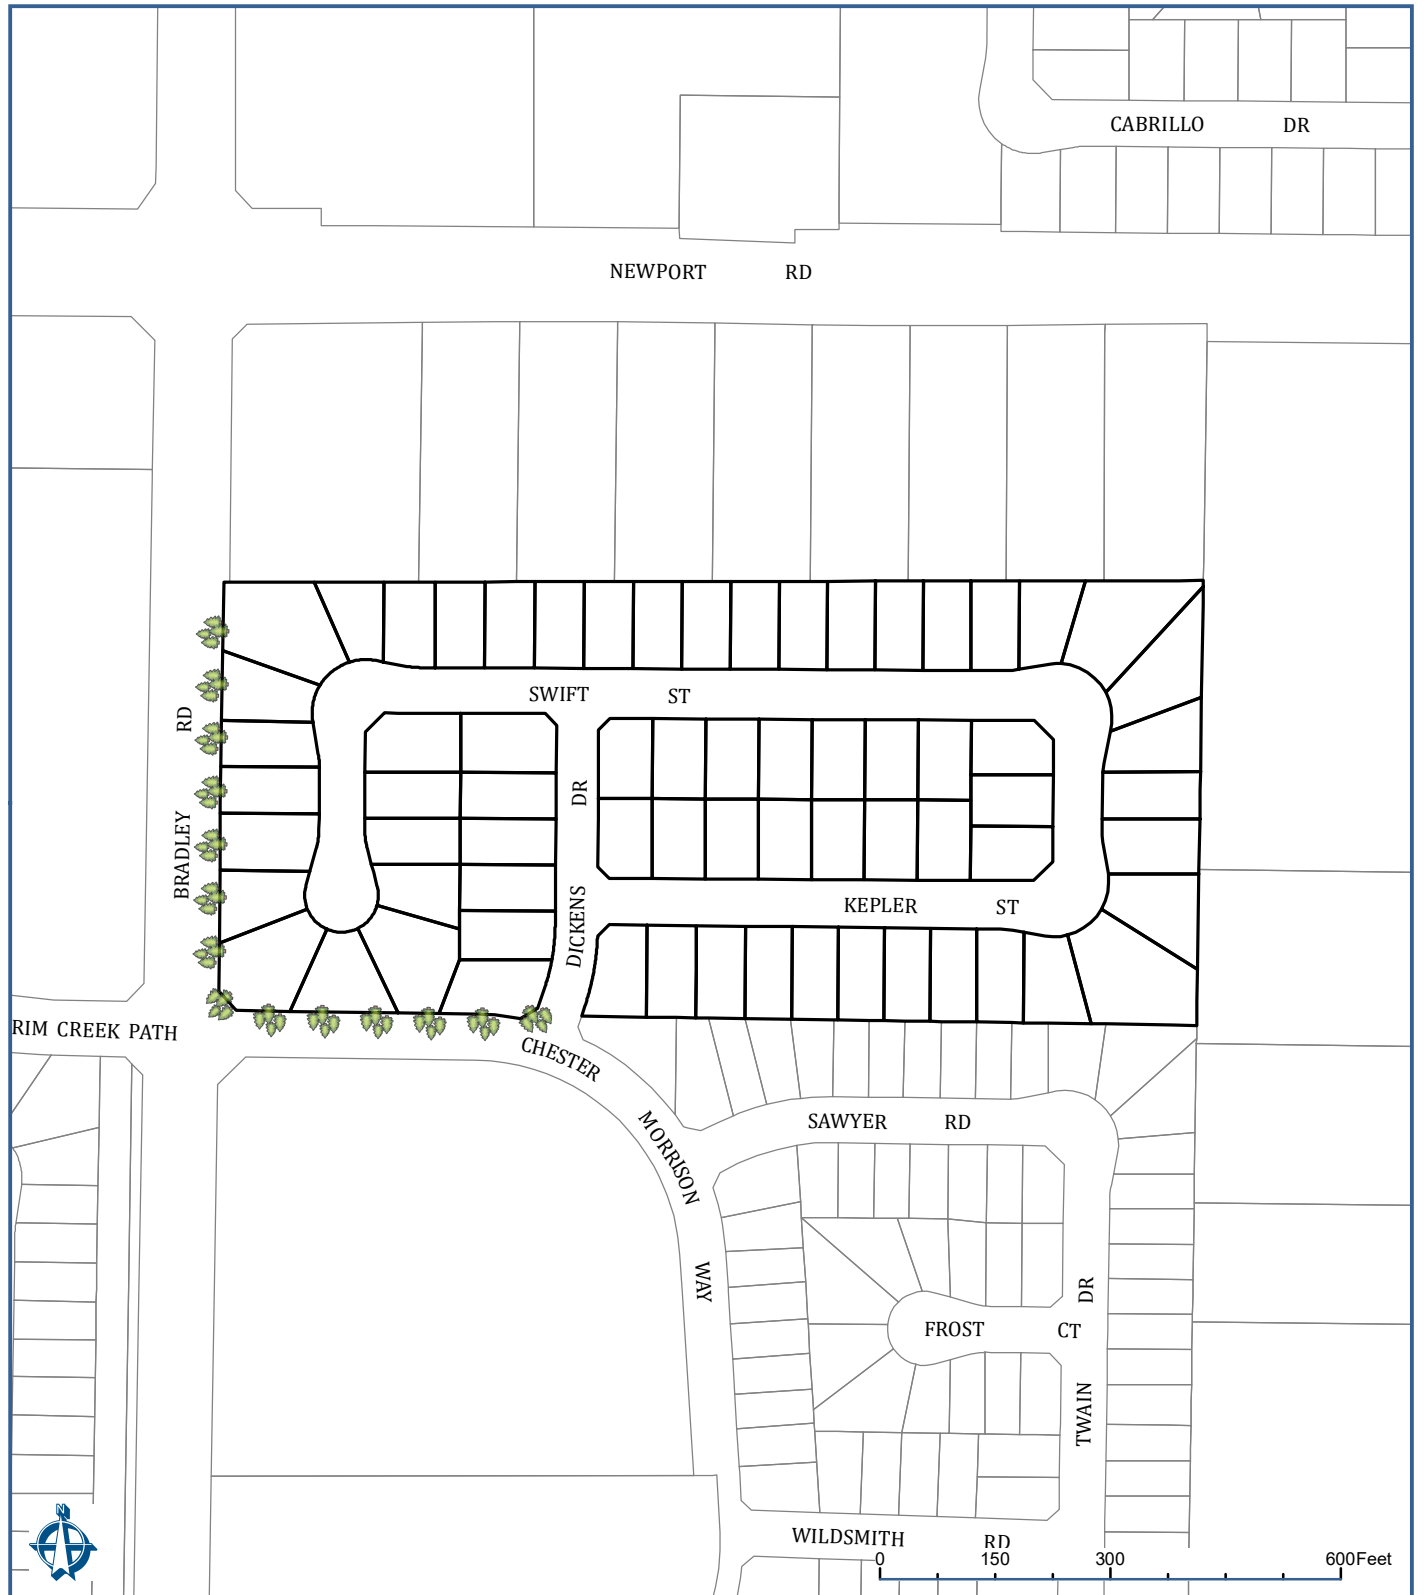 CABRILLO DR
NEWPORT RD
SWIFT ST
BRADLEY RD
DICKENS DR
KEPLER ST
RIM CREEK PATH
CHESTER MORRISON WAY
SAWYER RD
FROST CT
TWAIN DR
WILDSMITH RD
N
0 150 300 600Feet